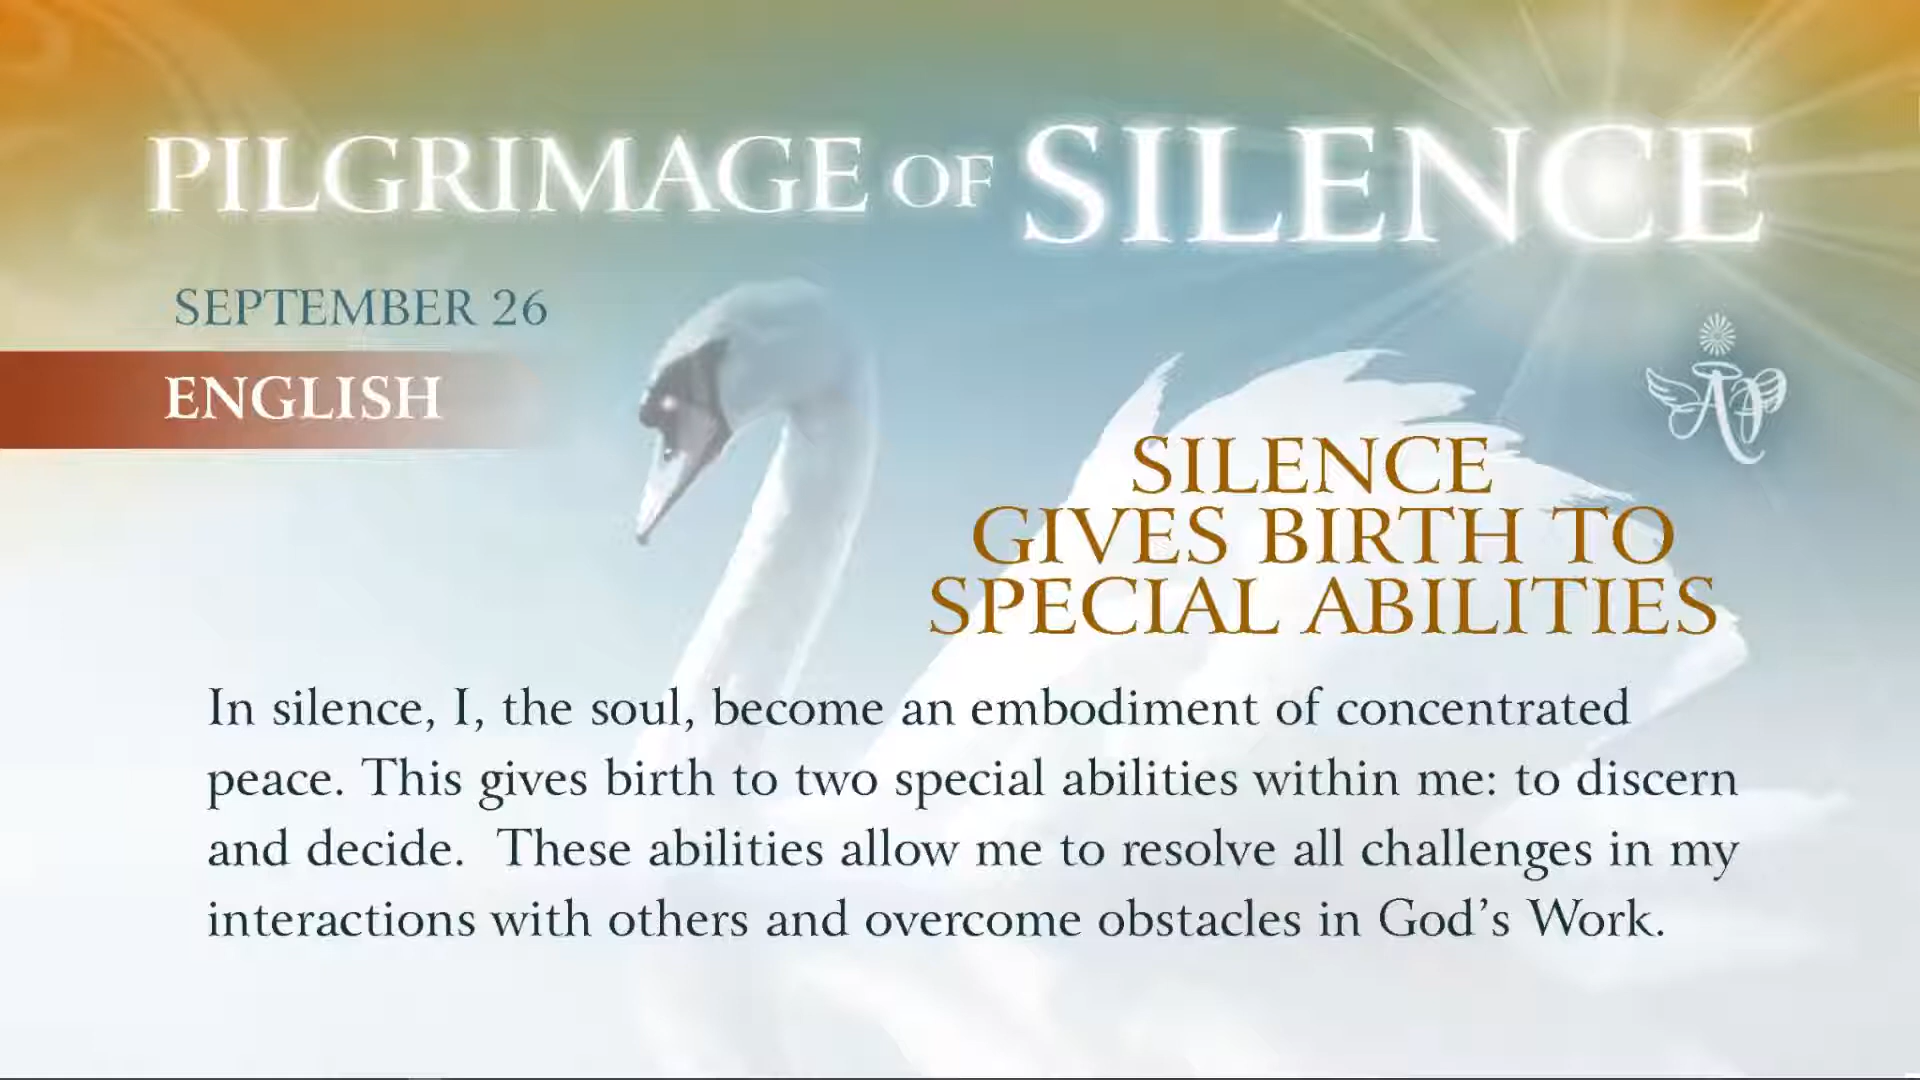 PILGRIMAGE OF SILENCE
SEPTEMBER 26
ENGLISH
AP
SILENCE
GIVES BIRTH TO
SPECIAL ABILITIES
In silence, I, the soul, become an embodiment of concentrated
peace. This gives birth to two special abilities within me: to discern
and decide.  These abilities allow me to resolve all challenges in my
interactions with others and overcome obstacles in God’s Work.